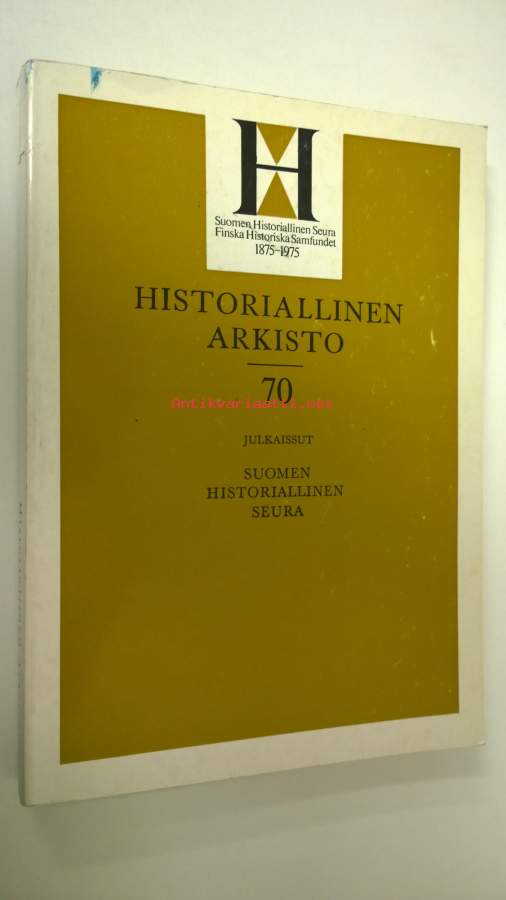 H
Suomen Historiallinen Seura
Finska Historiska Samfundet
1875-1975
HISTORIALLINEN
ARKISTO
70
Antikvariaatti.net
JULKAISSUT
SUOMEN
HISTORIALLINEN
SEURA